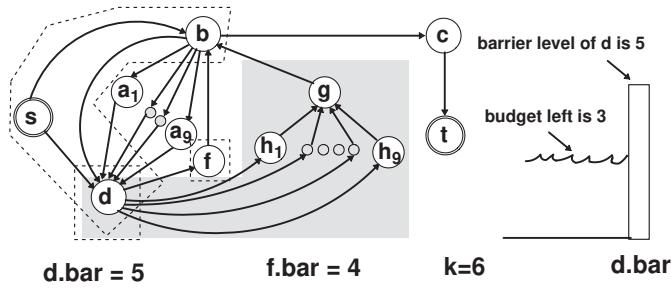 b
c
barrier level of d is 5
a1
g
s
budget left is 3
a9
t
h1
h9
f
d
d.bar = 5
f.bar = 4
k=6
d.bar